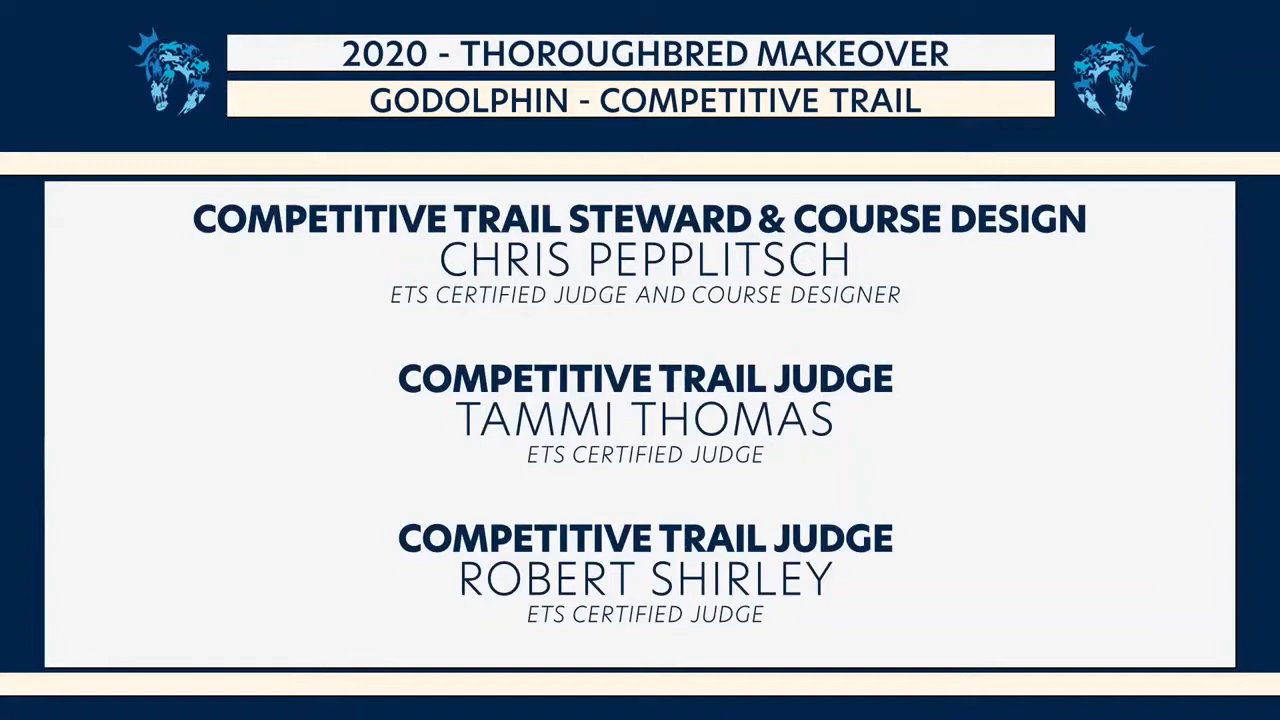 2020 - THOROUGHBRED MAKEOVER
GODOLPHIN - COMPETITIVE TRAIL
COMPETITIVE TRAIL STEWARD & COURSE DESIGN
CHRIS PEPPLITSCH
ETS CERTIFIED JUDGE AND COURSE DESIGNER
COMPETITIVE TRAIL JUDGE
TAMMI THOMAS
ETS CERTIFIED JUDGE
COMPETITIVE TRAIL JUDGE
ROBERT SHIRLEY
ETS CERTIFIED JUDGE